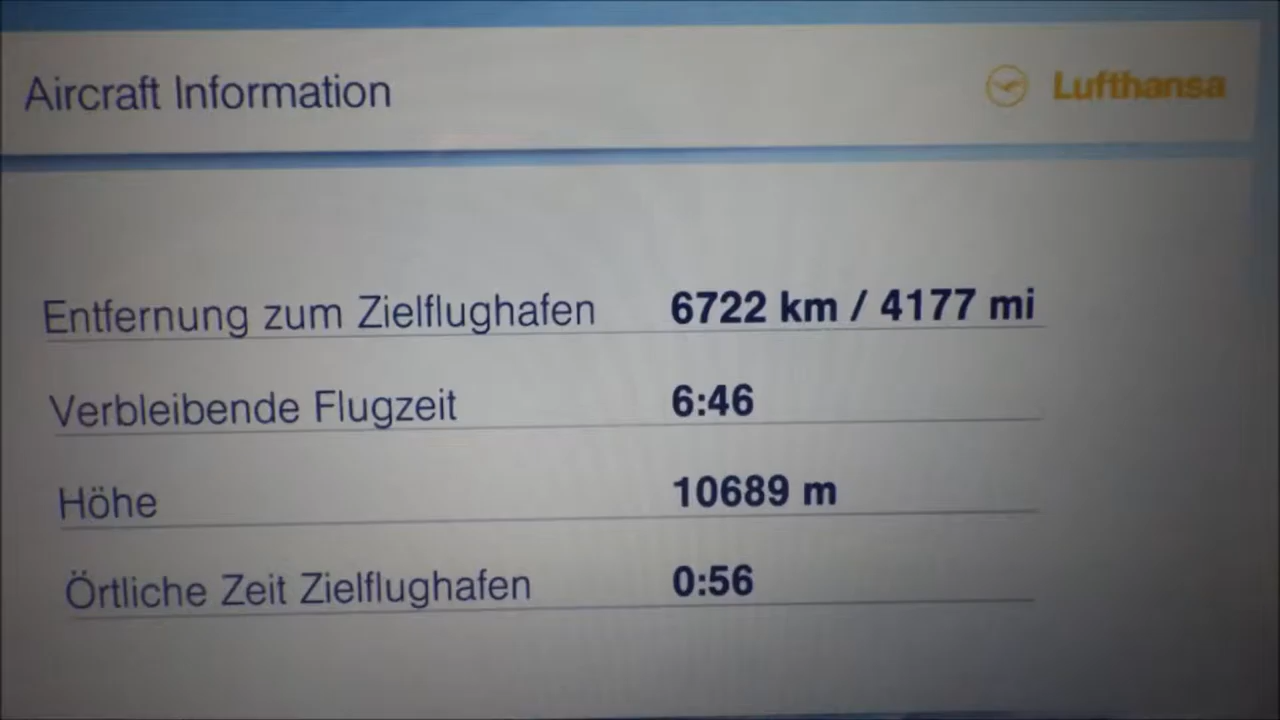 Aircraft Information
Lufthansa
Entfernung zum Zielflughafen 6722 km / 4177 mi
Verbleibende Flugzeit 6:46
Höhe 10689 m
Örtliche Zeit Zielflughafen 0:56